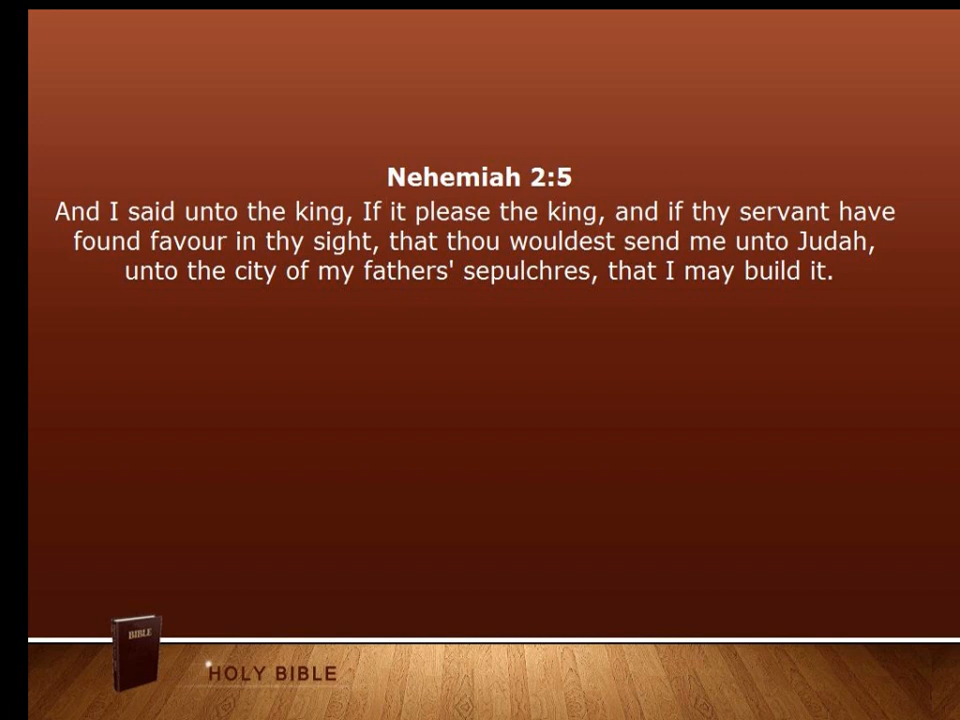 Nehemiah 2:5
And I said unto the king, If it please the king, and if thy servant have
found favour in thy sight, that thou wouldest send me unto Judah,
unto the city of my fathers' sepulchres, that I may build it.
BIBLE
HOLY BIBLE